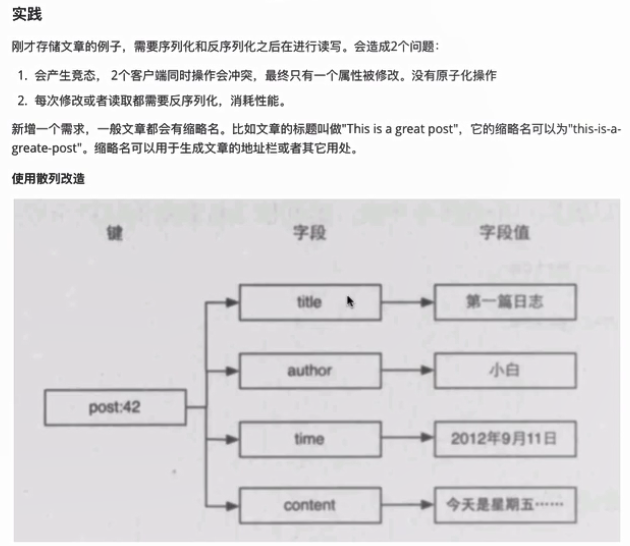 实践
刚才存储文章的例子，需要序列化和反序列化之后在进行读写。会造成2个问题：
1. 会产生竞态， 2个客户端同时操作会冲突，最终只有一个属性被修改。没有原子化操作
2. 每次修改或者读取都需要反序列化，消耗性能。
新增一个需求，一般文章都会有缩略名。比如文章的标题叫做"This is a great post"，它的缩略名可以为"this-is-a-
greate-post"。缩略名可以用于生成文章的地址栏或者其它用处。
使用散列改造
键 字段 字段值
title 第一篇日志
author 小白
post:42
time 2012年9月11日
content 今天是星期五……